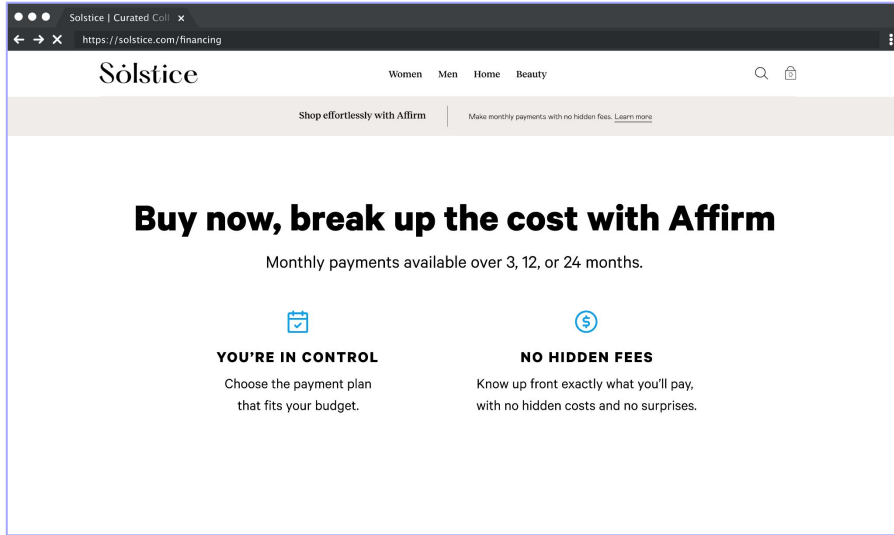 Solstice | Curated Coll
https://solstice.com/financing
Sölstice
Women Men Home Beauty
0
Shop effortlessly with Affirm
Make monthly payments with no hidden fees. Learn more
Buy now, break up the cost with Affirm
Monthly payments available over 3, 12, or 24 months.
YOU'RE IN CONTROL
Choose the payment plan
that fits your budget.
NO HIDDEN FEES
Know up front exactly what you'll pay,
with no hidden costs and no surprises.